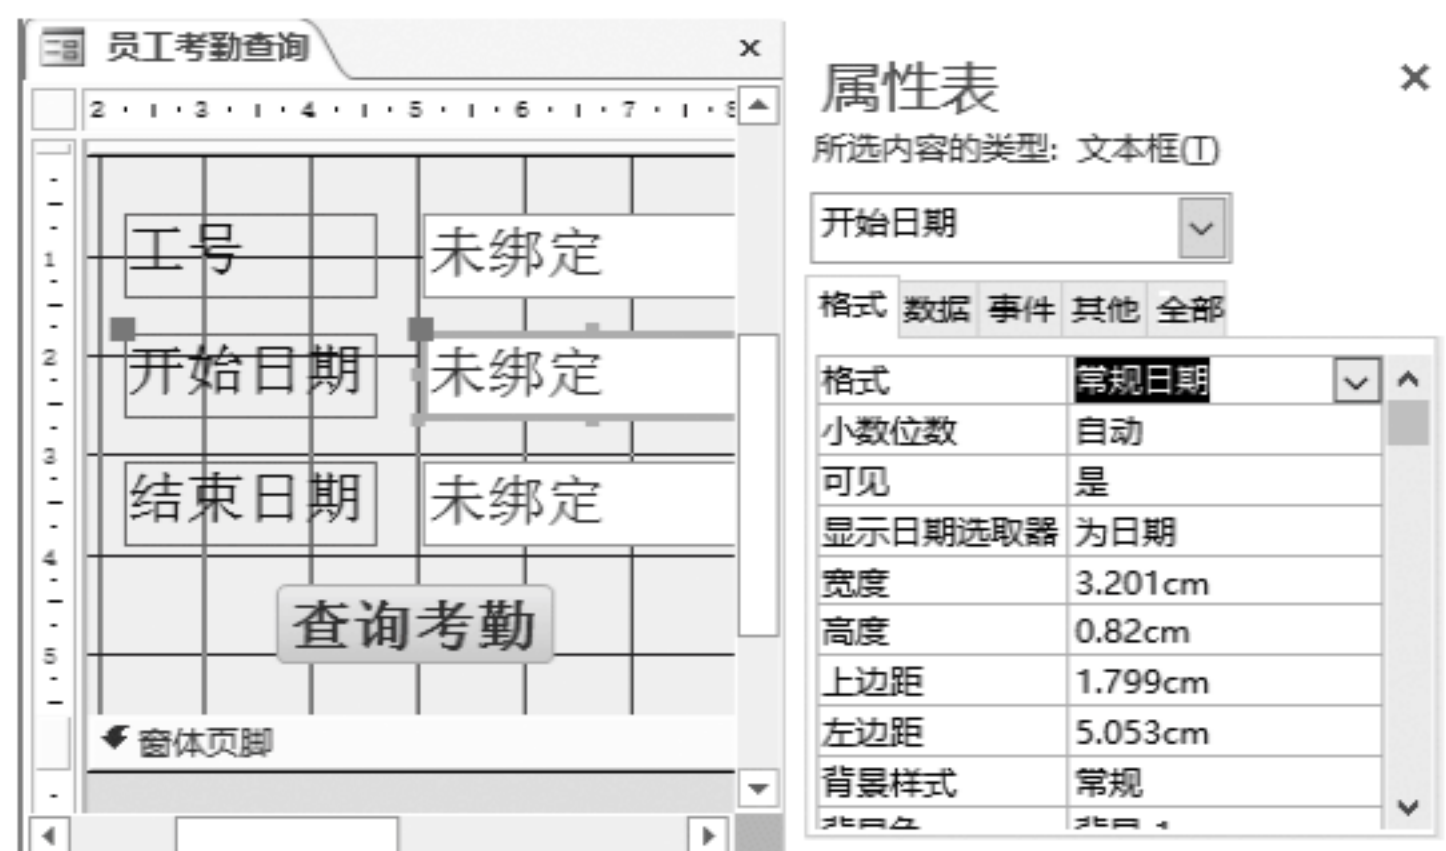 员工考勤查询
2 3 4 5 6 7
1
工号 未绑定
2
开始日期 未绑定
3
结束日期 未绑定
4
查询考勤
5
窗体页脚
属性表
所选内容的类型: 文本框(T)
开始日期
格式 数据 事件 其他 全部
格式 常规日期
小数位数 自动
可见 是
显示日期选取器 为日期
宽度 3.201cm
高度 0.82cm
上边距 1.799cm
左边距 5.053cm
背景样式 常规